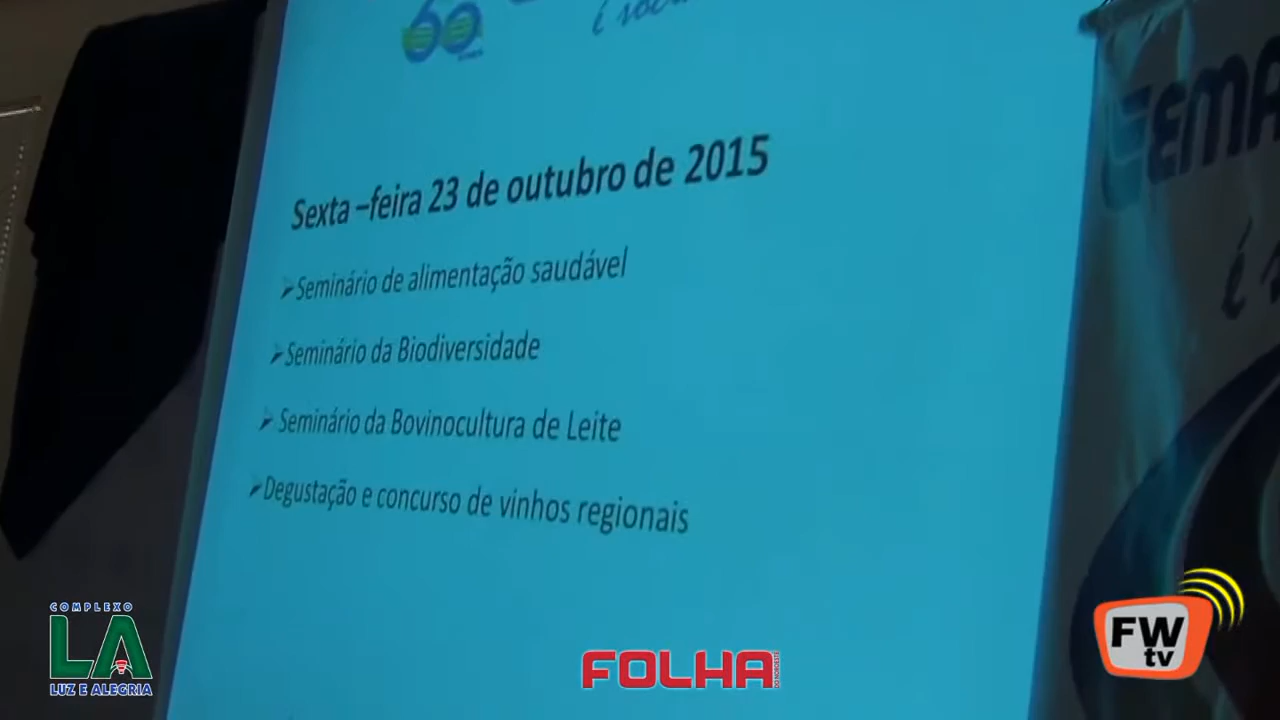 60
é
Sexta –feira 23 de outubro de 2015
➢Seminário de alimentação saudável
➢Seminário da Biodiversidade
➢ Seminário da Bovinocultura de Leite
➢Degustação e concurso de vinhos regionais
é
COMPLEXO
LA
LUZ E ALEGRIA
FOLHA
FW
tv